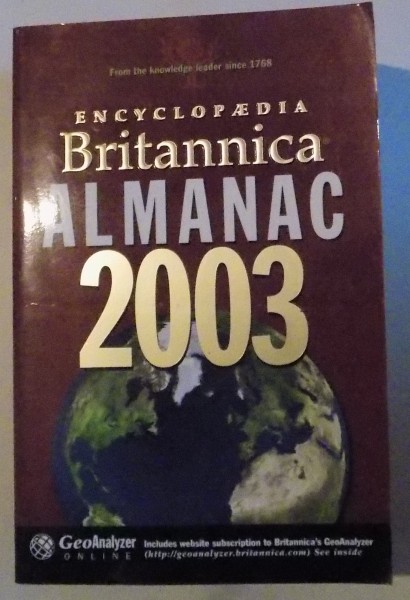 From the knowledge leader since 1768
ENCYCLOPÆDIA
Britannica
ALMANAC
2003
GeoAnalyzer
ONLINE
Includes website subscription to Britannica's GeoAnalyzer
(http://geoanalyzer.britannica.com) See inside